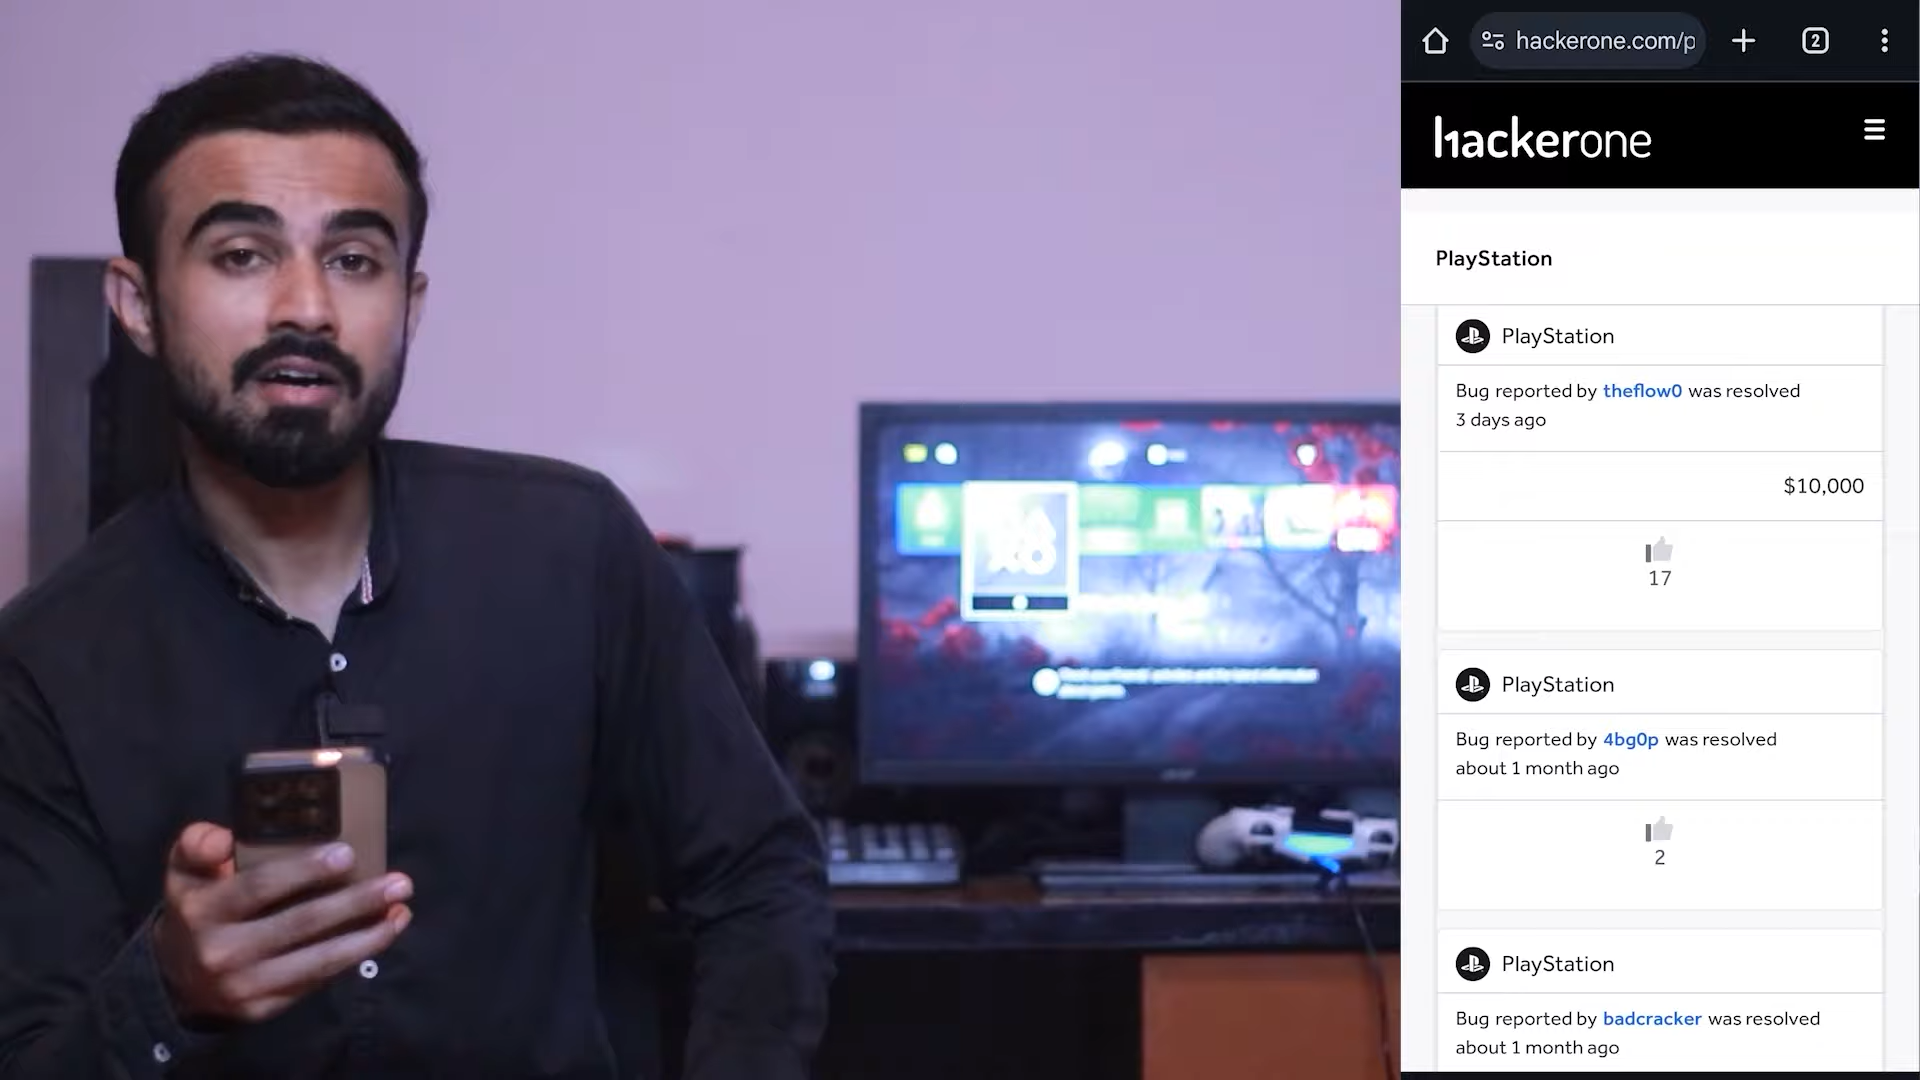 hackerone.com/p
2
hackerone
PlayStation
PlayStation
Bug reported by theflow0 was resolved
3 days ago
$10,000
17
PlayStation
Bug reported by 4bg0p was resolved
about 1 month ago
2
PlayStation
Bug reported by badcracker was resolved
about 1 month ago